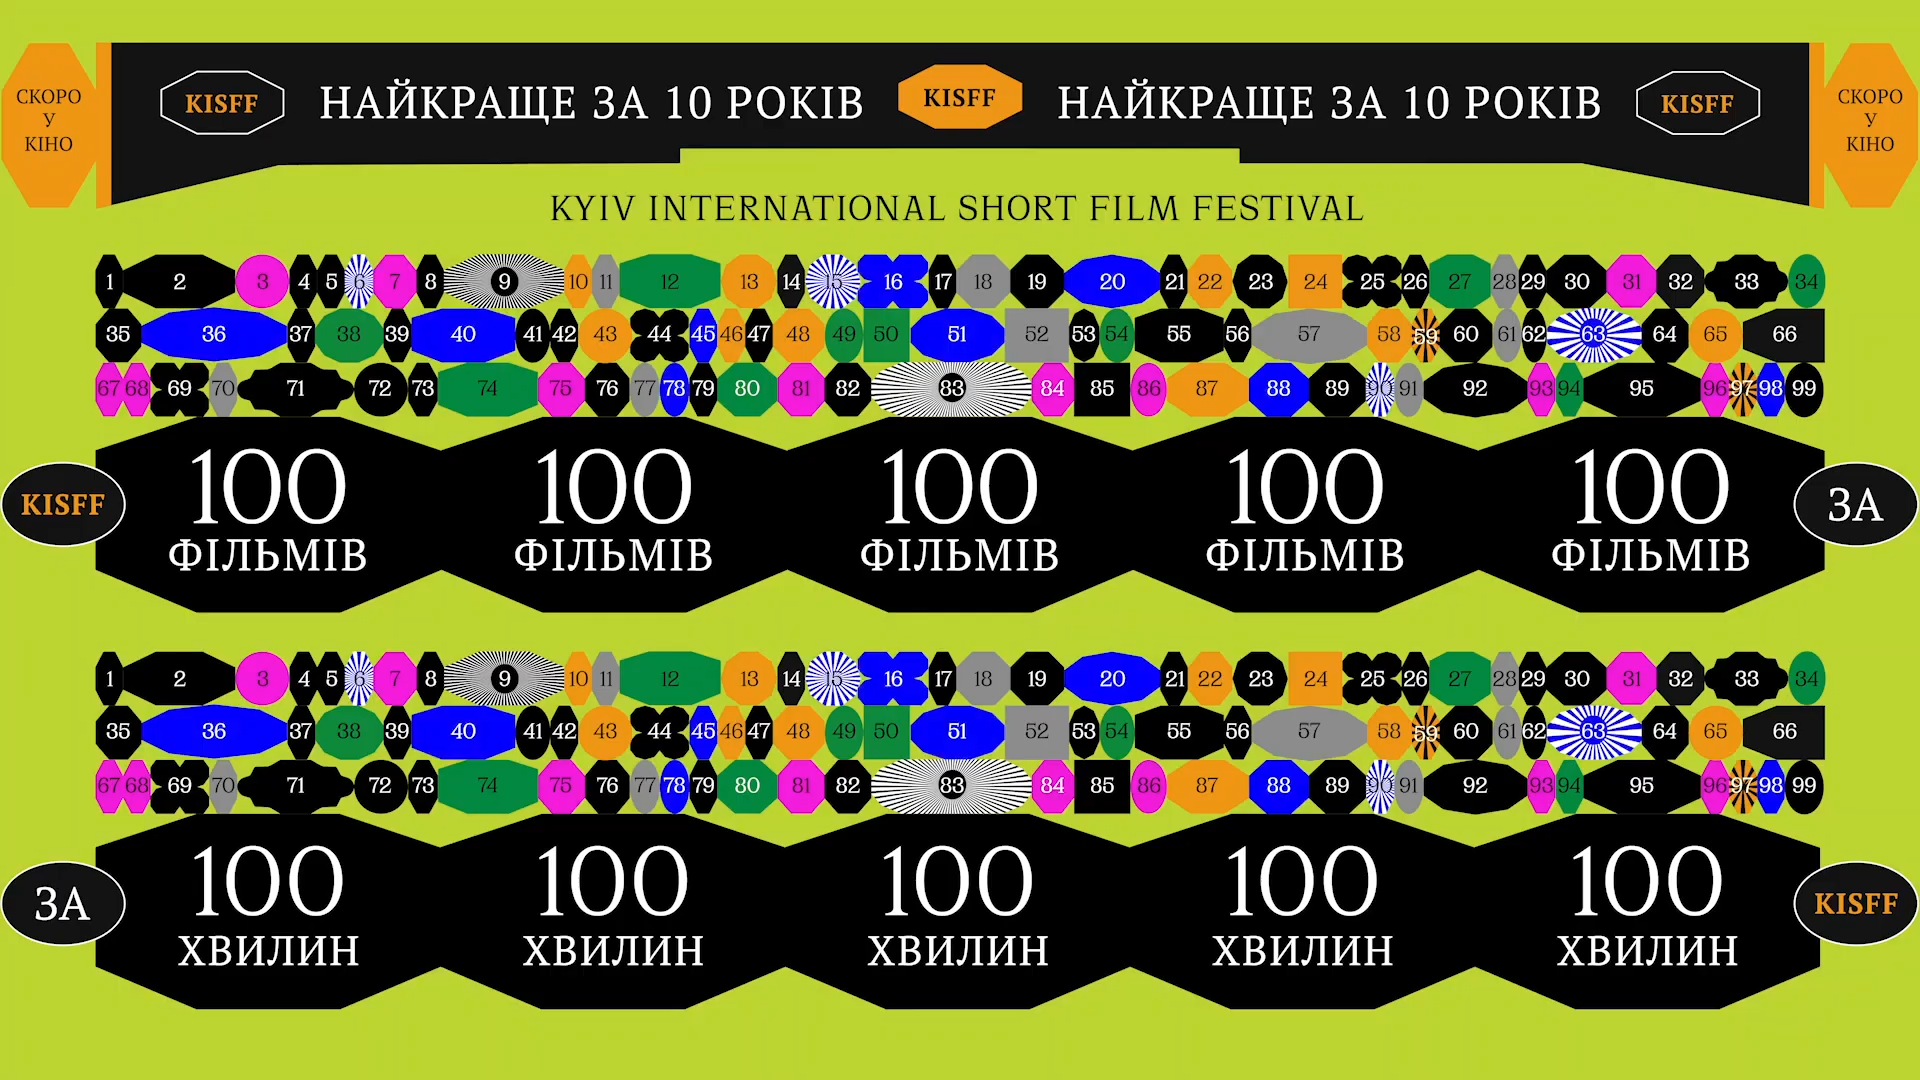 СКОРО
У
КІНО
KISFF НАЙКРАЩЕ ЗА 10 РОКІВ KISFF НАЙКРАЩЕ ЗА 10 РОКІВ KISFF
СКОРО
У
КІНО
KYIV INTERNATIONAL SHORT FILM FESTIVAL
1 2 3 4 5 6 7 8 9 10 11 12 13 14 15 16 17 18 19 20 21 22 23 24 25 26 27 28 29 30 31 32 33 34
35 36 37 38 39 40 41 42 43 44 45 46 47 48 49 50 51 52 53 54 55 56 57 58 59 60 61 62 63 64 65 66
67 68 69 70 71 72 73 74 75 76 77 78 79 80 81 82 83 84 85 86 87 88 89 90 91 92 93 94 95 96 97 98 99
100 100 100 100 100
KISFF ЗА
ФІЛЬМІВ ФІЛЬМІВ ФІЛЬМІВ ФІЛЬМІВ ФІЛЬМІВ
1 2 3 4 5 6 7 8 9 10 11 12 13 14 15 16 17 18 19 20 21 22 23 24 25 26 27 28 29 30 31 32 33 34
35 36 37 38 39 40 41 42 43 44 45 46 47 48 49 50 51 52 53 54 55 56 57 58 59 60 61 62 63 64 65 66
67 68 69 70 71 72 73 74 75 76 77 78 79 80 81 82 83 84 85 86 87 88 89 90 91 92 93 94 95 96 97 98 99
100 100 100 100 100
ЗА KISFF
ХВИЛИН ХВИЛИН ХВИЛИН ХВИЛИН ХВИЛИН